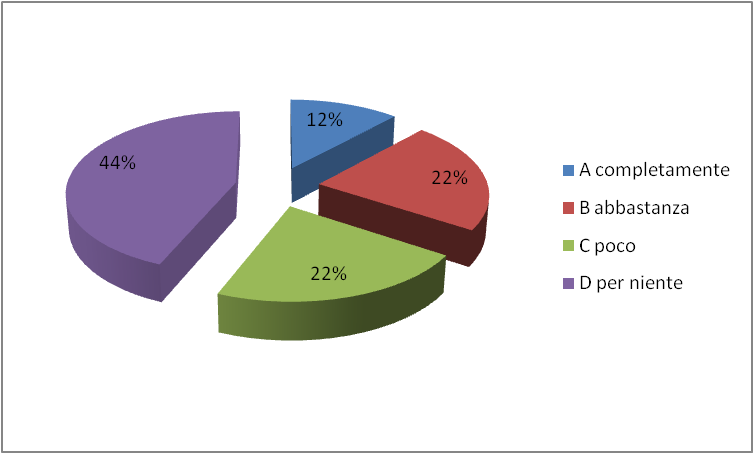 12%
22%
22%
44%
A completamente
B abbastanza
C poco
D per niente